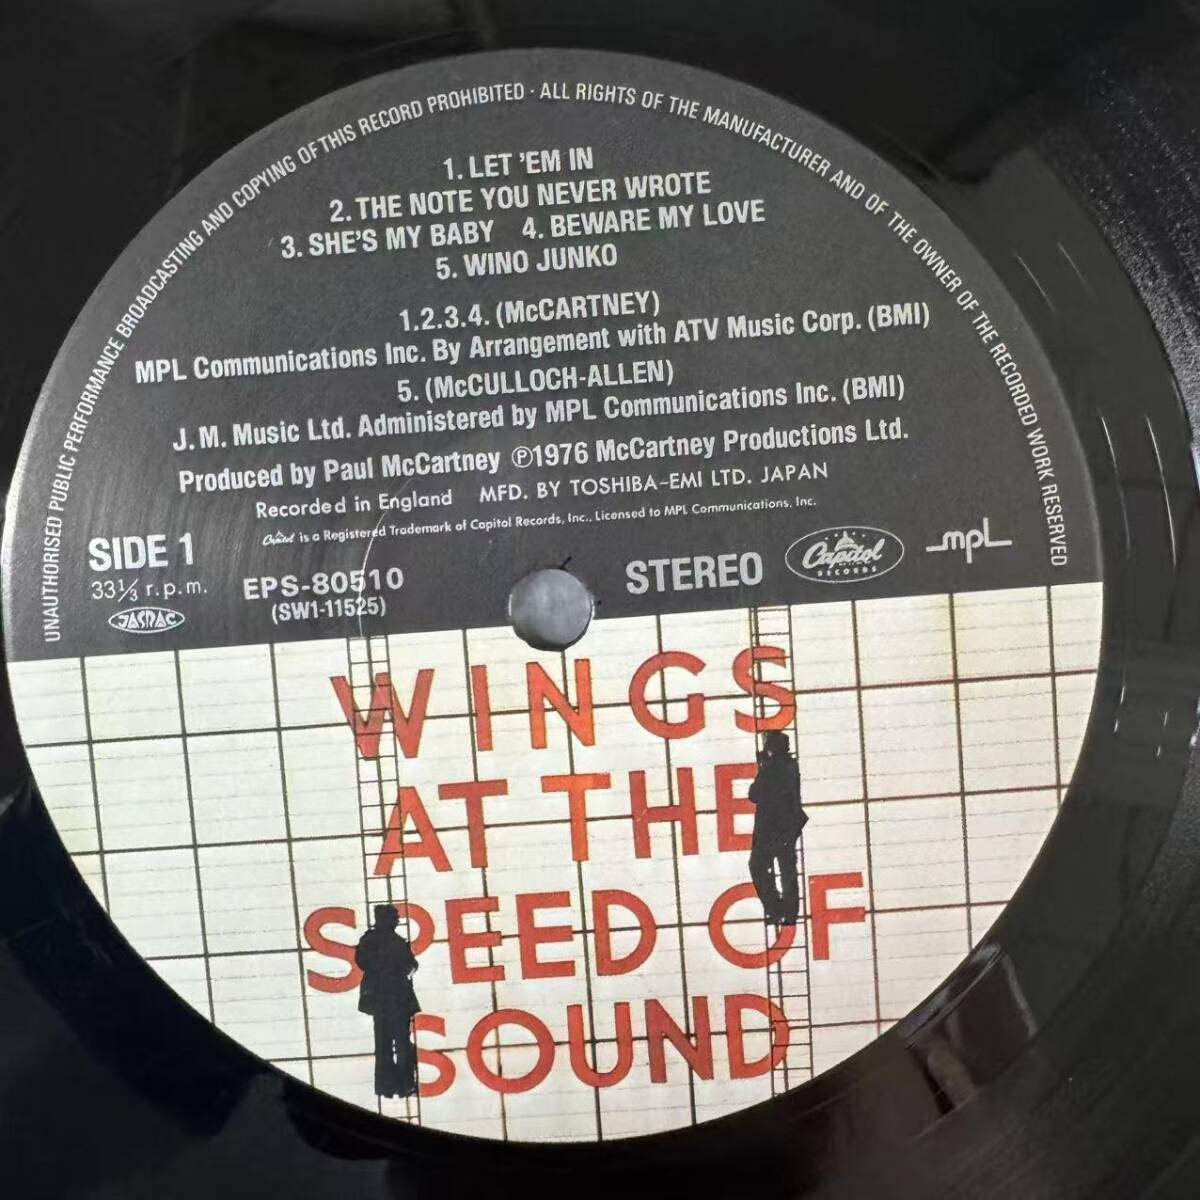 UNAUTHORISED PUBLIC PERFORMANCE BROADCASTING AND COPYING OF THIS RECORD PROHIBITED · ALL RIGHTS OF THE MANUFACTURER AND OF THE OWNER OF THE RECORDED WORK RESERVED
1. LET 'EM IN
2. THE NOTE YOU NEVER WROTE
3. SHE'S MY BABY 4. BEWARE MY LOVE
5. WINO JUNKO
1.2.3.4. (McCARTNEY)
MPL Communications Inc. By Arrangement with ATV Music Corp. (BMI)
5. (McCULLOCH-ALLEN)
J. M. Music Ltd. Administered by MPL Communications Inc. (BMI)
Produced by Paul McCartney ℗1976 McCartney Productions Ltd.
Recorded in England MFD. BY TOSHIBA-EMI LTD. JAPAN
Capitol is a Registered Trademark of Capitol Records, Inc., Licensed to MPL Communications, Inc.
SIDE 1
33⅓ r.p.m.
JASRAC
EPS-80510
(SW1-11525)
STEREO
Capitol
RECORDS
mpL
WINGS
AT THE
SPEED OF
SOUND